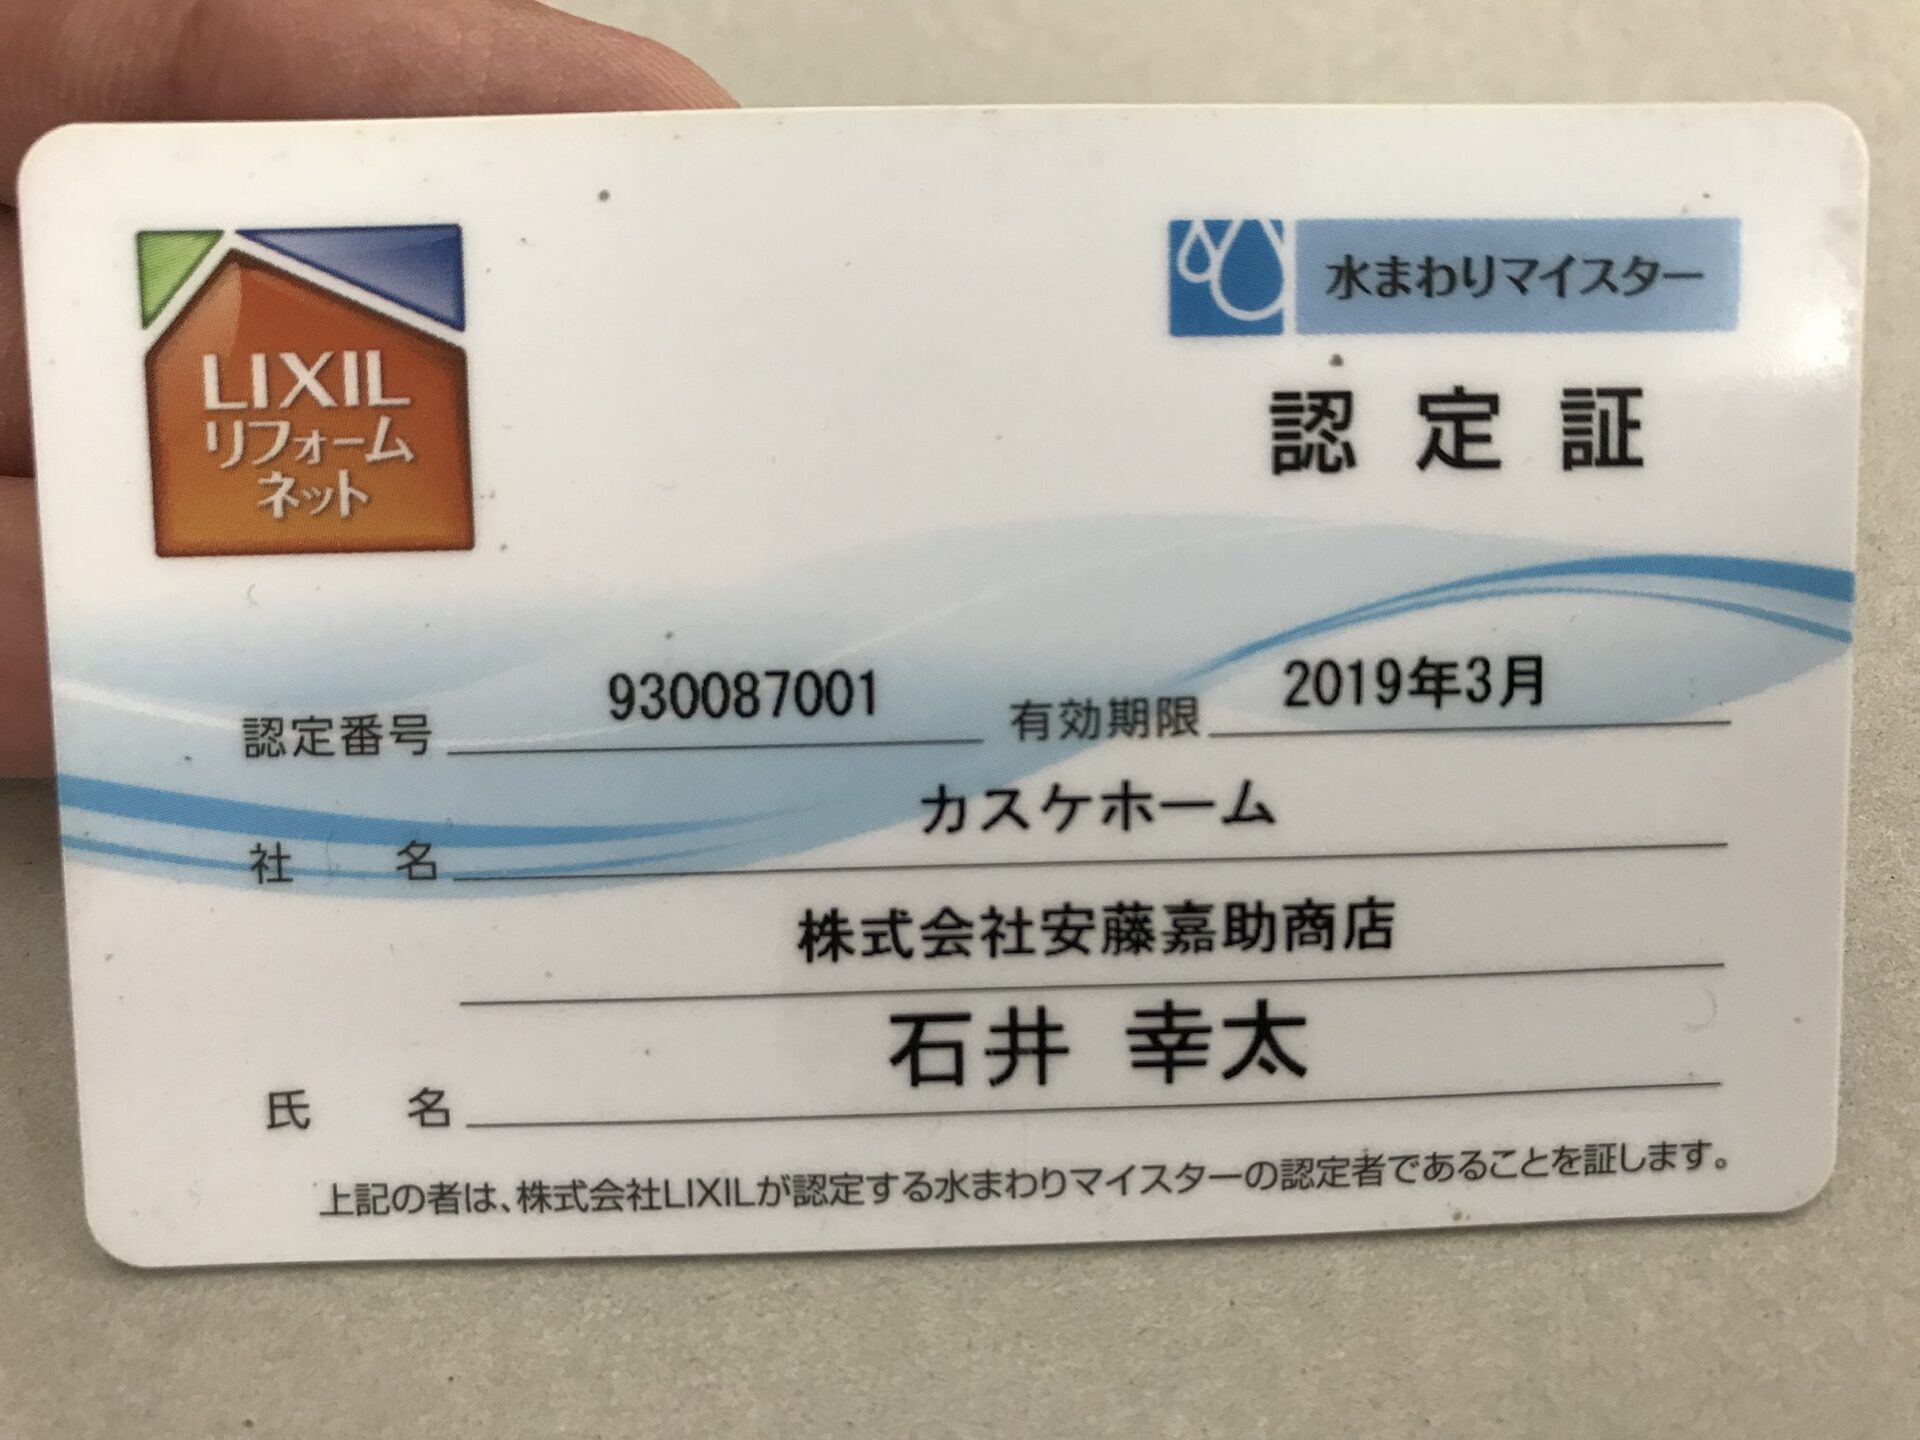 LIXIL
リフォーム
ネット
水まわりマイスター
認定証
認定番号 930087001 有効期限 2019年3月
社名 カスケホーム
株式会社安藤嘉助商店
氏名 石井 幸太
上記の者は、株式会社LIXILが認定する水まわりマイスターの認定者であることを証します。